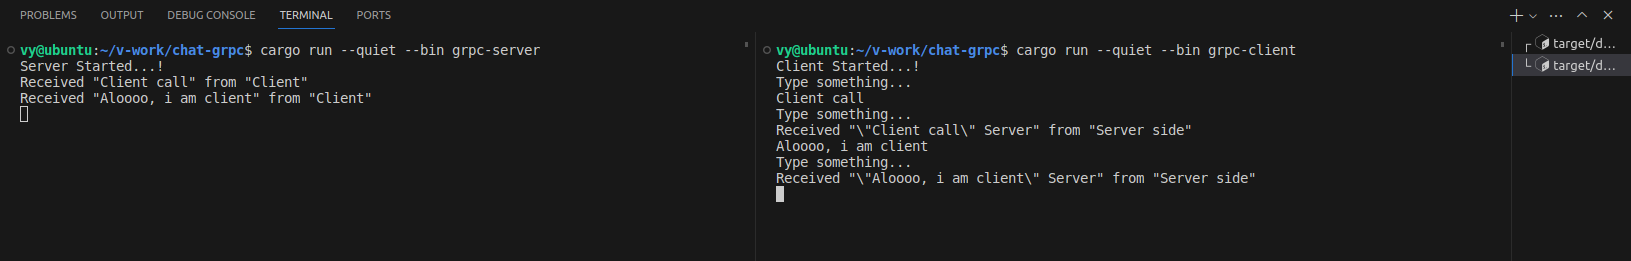 PROBLEMS OUTPUT DEBUG CONSOLE TERMINAL PORTS
vy@ubuntu:~/v-work/chat-grpc$ cargo run --quiet --bin grpc-server
Server Started...!
Received "Client call" from "Client"
Received "Aloooo, i am client" from "Client"
vy@ubuntu:~/v-work/chat-grpc$ cargo run --quiet --bin grpc-client
Client Started...!
Type something...
Client call
Type something...
Received "\"Client call\" Server" from "Server side"
Aloooo, i am client
Type something...
Received "\"Aloooo, i am client\" Server" from "Server side"
target/d...
target/d...